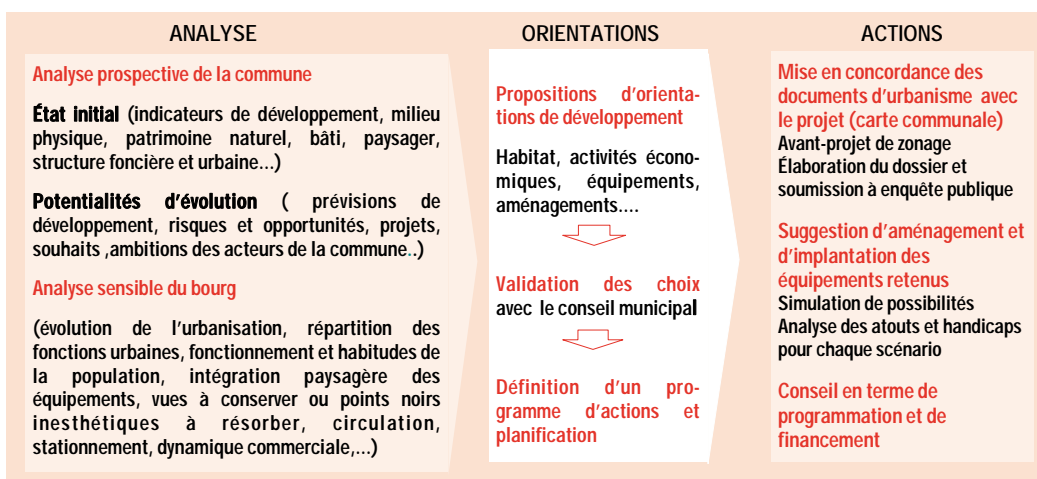 ANALYSE
Analyse prospective de la commune
État initial (indicateurs de développement, milieu
physique, patrimoine naturel, bâti, paysager,
structure foncière et urbaine...)
Potentialités d'évolution ( prévisions de
développement, risques et opportunités, projets,
souhaits ,ambitions des acteurs de la commune..)
Analyse sensible du bourg
(évolution de l'urbanisation, répartition des
fonctions urbaines, fonctionnement et habitudes de
la population, intégration paysagère des
équipements, vues à conserver ou points noirs
inesthétiques à résorber, circulation,
stationnement, dynamique commerciale,...)
ORIENTATIONS
Propositions d'orienta-
tions de développement
Habitat, activités écono-
miques, équipements,
aménagements....
Validation des choix
avec le conseil municipal
Définition d'un pro-
gramme d'actions et
planification
ACTIONS
Mise en concordance des
documents d'urbanisme avec
le projet (carte communale)
Avant-projet de zonage
Élaboration du dossier et
soumission à enquête publique
Suggestion d'aménagement et
d'implantation des
équipements retenus
Simulation de possibilités
Analyse des atouts et handicaps
pour chaque scénario
Conseil en terme de
programmation et de
financement